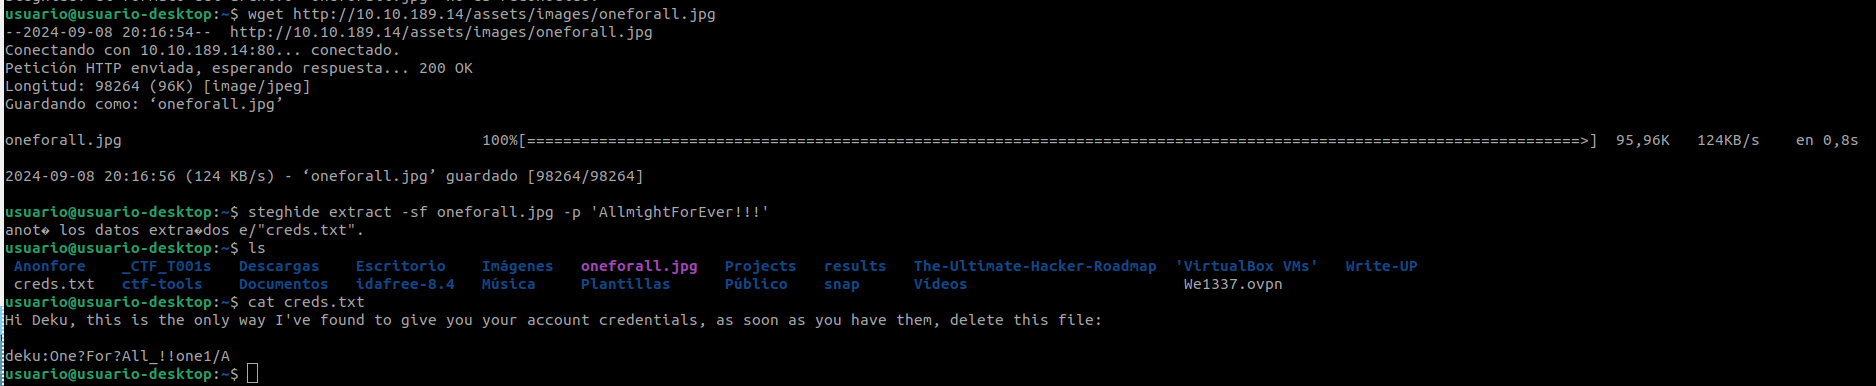 usuario@usuario-desktop:~$ wget http://10.10.189.14/assets/images/oneforall.jpg
--2024-09-08 20:16:54--  http://10.10.189.14/assets/images/oneforall.jpg
Conectando con 10.10.189.14:80... conectado.
Petición HTTP enviada, esperando respuesta... 200 OK
Longitud: 98264 (96K) [image/jpeg]
Guardando como: ‘oneforall.jpg’
oneforall.jpg 100%[=====================================================================================================================>] 95,96K 124KB/s en 0,8s
2024-09-08 20:16:56 (124 KB/s) - ‘oneforall.jpg’ guardado [98264/98264]
usuario@usuario-desktop:~$ steghide extract -sf oneforall.jpg -p 'AllmightForEver!!!'
anot� los datos extra�dos e/"creds.txt".
usuario@usuario-desktop:~$ ls
Anonfore _CTF_T001s Descargas Escritorio Imágenes oneforall.jpg Projects results The-Ultimate-Hacker-Roadmap 'VirtualBox VMs' Write-UP
creds.txt ctf-tools Documentos idafree-8.4 Música Plantillas Público snap Vídeos We1337.ovpn
usuario@usuario-desktop:~$ cat creds.txt
Hi Deku, this is the only way I've found to give you your account credentials, as soon as you have them, delete this file:
deku:One?For?All_!!one1/A
usuario@usuario-desktop:~$